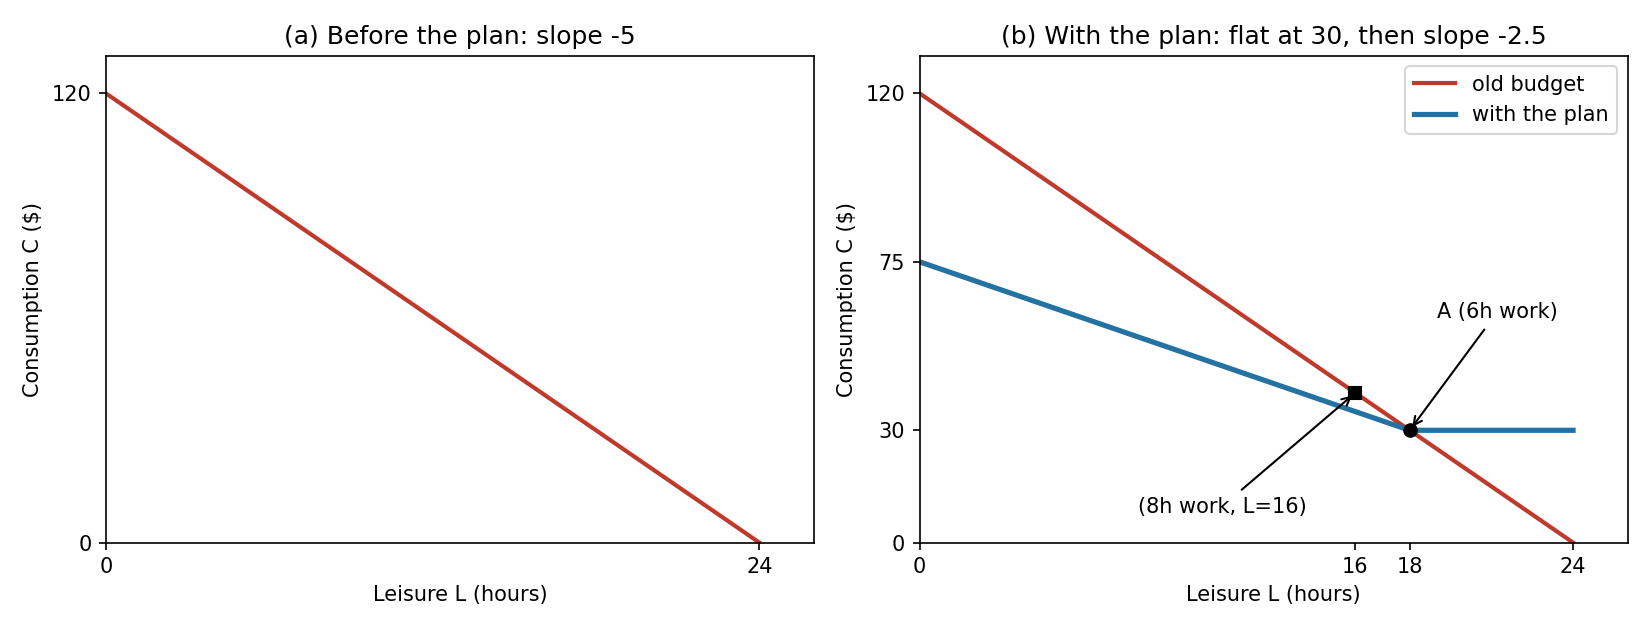 (a) Before the plan: slope -5
120
0
0
24
Leisure L (hours)
Consumption C ($)
(b) With the plan: flat at 30, then slope -2.5
old budget
with the plan
120
75
30
0
A (6h work)
(8h work, L=16)
0
16
18
24
Leisure L (hours)
Consumption C ($)